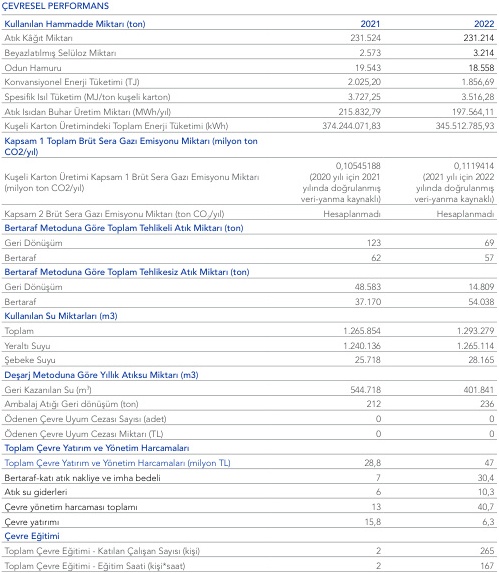 ÇEVRESEL PERFORMANS
Kullanılan Hammadde Miktarı (ton) 2021 2022
Atık Kâğıt Miktarı 231.524 231.214
Beyazlatılmış Selüloz Miktarı 2.573 3.214
Odun Hamuru 19.543 18.558
Konvansiyonel Enerji Tüketimi (TJ) 2.025,20 1.856,69
Spesifik Isıl Tüketim (MJ/ton kuşeli karton) 3.727,25 3.516,28
Atık Isıdan Buhar Üretim Miktarı (MWh/yıl) 215.832,79 197.564,11
Kuşeli Karton Üretimindeki Toplam Enerji Tüketimi (kWh) 374.244.071,83 345.512.785,93
Kapsam 1 Toplam Brüt Sera Gazı Emisyonu Miktarı (milyon ton
CO2/yıl)
Kuşeli Karton Üretimi Kapsam 1 Brüt Sera Gazı Emisyonu Miktarı
(milyon ton CO2/yıl)
0,10545188
(2020 yılı için 2021
yılında doğrulanmış
veri-yanma kaynaklı)
0,1119414
(2021 yılı için 2022
yılında doğrulanmış
veri-yanma kaynaklı)
Kapsam 2 Brüt Sera Gazı Emisyonu Miktarı (ton CO₂/yıl) Hesaplanmadı Hesaplanmadı
Bertaraf Metoduna Göre Toplam Tehlikeli Atık Miktarı (ton)
Geri Dönüşüm 123 69
Bertaraf 62 57
Bertaraf Metoduna Göre Toplam Tehlikesiz Atık Miktarı (ton)
Geri Dönüşüm 48.583 14.809
Bertaraf 37.170 54.038
Kullanılan Su Miktarları (m3)
Toplam 1.265.854 1.293.279
Yeraltı Suyu 1.240.136 1.265.114
Şebeke Suyu 25.718 28.165
Deşarj Metoduna Göre Yıllık Atıksu Miktarı (m3)
Geri Kazanılan Su (m³) 544.718 401.841
Ambalaj Atığı Geri dönüşüm (ton) 212 236
Ödenen Çevre Uyum Cezası Sayısı (adet) 0 0
Ödenen Çevre Uyum Cezası Miktarı (TL) 0 0
Toplam Çevre Yatırım ve Yönetim Harcamaları
Toplam Çevre Yatırım ve Yönetim Harcamaları (milyon TL) 28,8 47
Bertaraf-katı atık nakliye ve imha bedeli 7 30,4
Atık su giderleri 6 10,3
Çevre yönetim harcaması toplamı 13 40,7
Çevre yatırımı 15,8 6,3
Çevre Eğitimi
Toplam Çevre Eğitimi - Katılan Çalışan Sayısı (kişi) 2 265
Toplam Çevre Eğitimi - Eğitim Saati (kişi*saat) 2 167